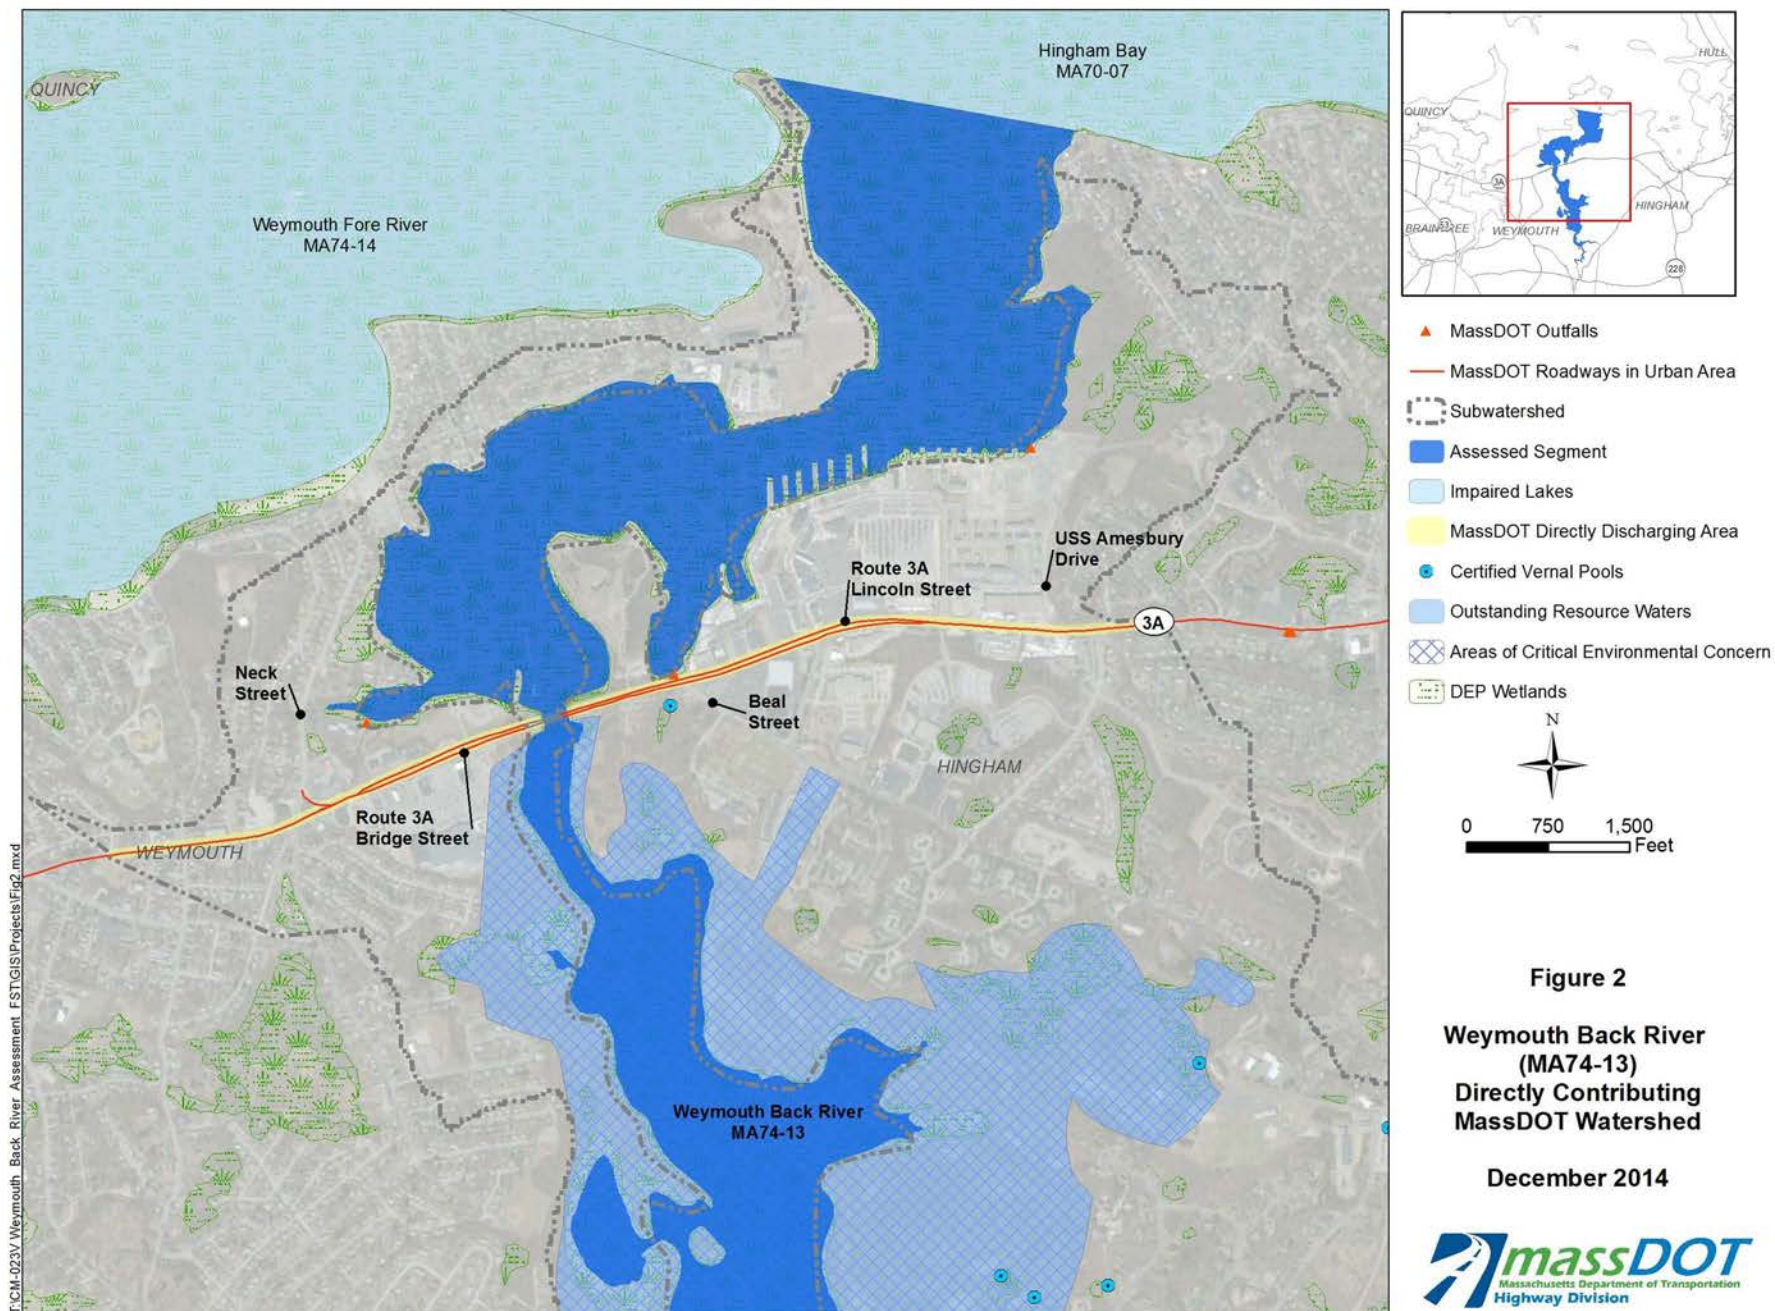 QUINCY
Hingham Bay
MA70-07
Weymouth Fore River
MA74-14
USS Amesbury
Drive
Route 3A
Lincoln Street
3A
Neck
Street
Beal
Street
HINGHAM
Route 3A
Bridge Street
WEYMOUTH
Weymouth Back River
MA74-13
T:\CM-023V Weymouth Back River Assessment FST\GIS\Projects\Fig2.mxd
HULL
QUINCY
3A
HINGHAM
53
BRAINTREE
WEYMOUTH
228
MassDOT Outfalls
MassDOT Roadways in Urban Area
Subwatershed
Assessed Segment
Impaired Lakes
MassDOT Directly Discharging Area
Certified Vernal Pools
Outstanding Resource Waters
Areas of Critical Environmental Concern
DEP Wetlands
N
0 750 1,500
Feet
Figure 2
Weymouth Back River
(MA74-13)
Directly Contributing
MassDOT Watershed
December 2014
massDOT
Massachusetts Department of Transportation
Highway Division